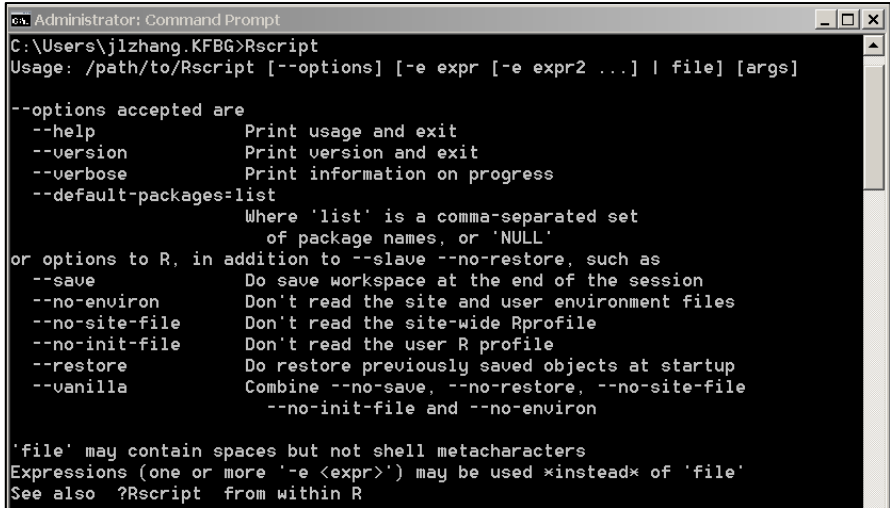 Administrator: Command Prompt
C:\Users\jlzhang.KFBG>Rscript
Usage: /path/to/Rscript [--options] [-e expr [-e expr2 ...] | file] [args]
--options accepted are
--help Print usage and exit
--version Print version and exit
--verbose Print information on progress
--default-packages=list
Where 'list' is a comma-separated set
of package names, or 'NULL'
or options to R, in addition to --slave --no-restore, such as
--save Do save workspace at the end of the session
--no-environ Don't read the site and user environment files
--no-site-file Don't read the site-wide Rprofile
--no-init-file Don't read the user R profile
--restore Do restore previously saved objects at startup
--vanilla Combine --no-save, --no-restore, --no-site-file
--no-init-file and --no-environ
'file' may contain spaces but not shell metacharacters
Expressions (one or more '-e <expr>') may be used *instead* of 'file'
See also ?Rscript from within R